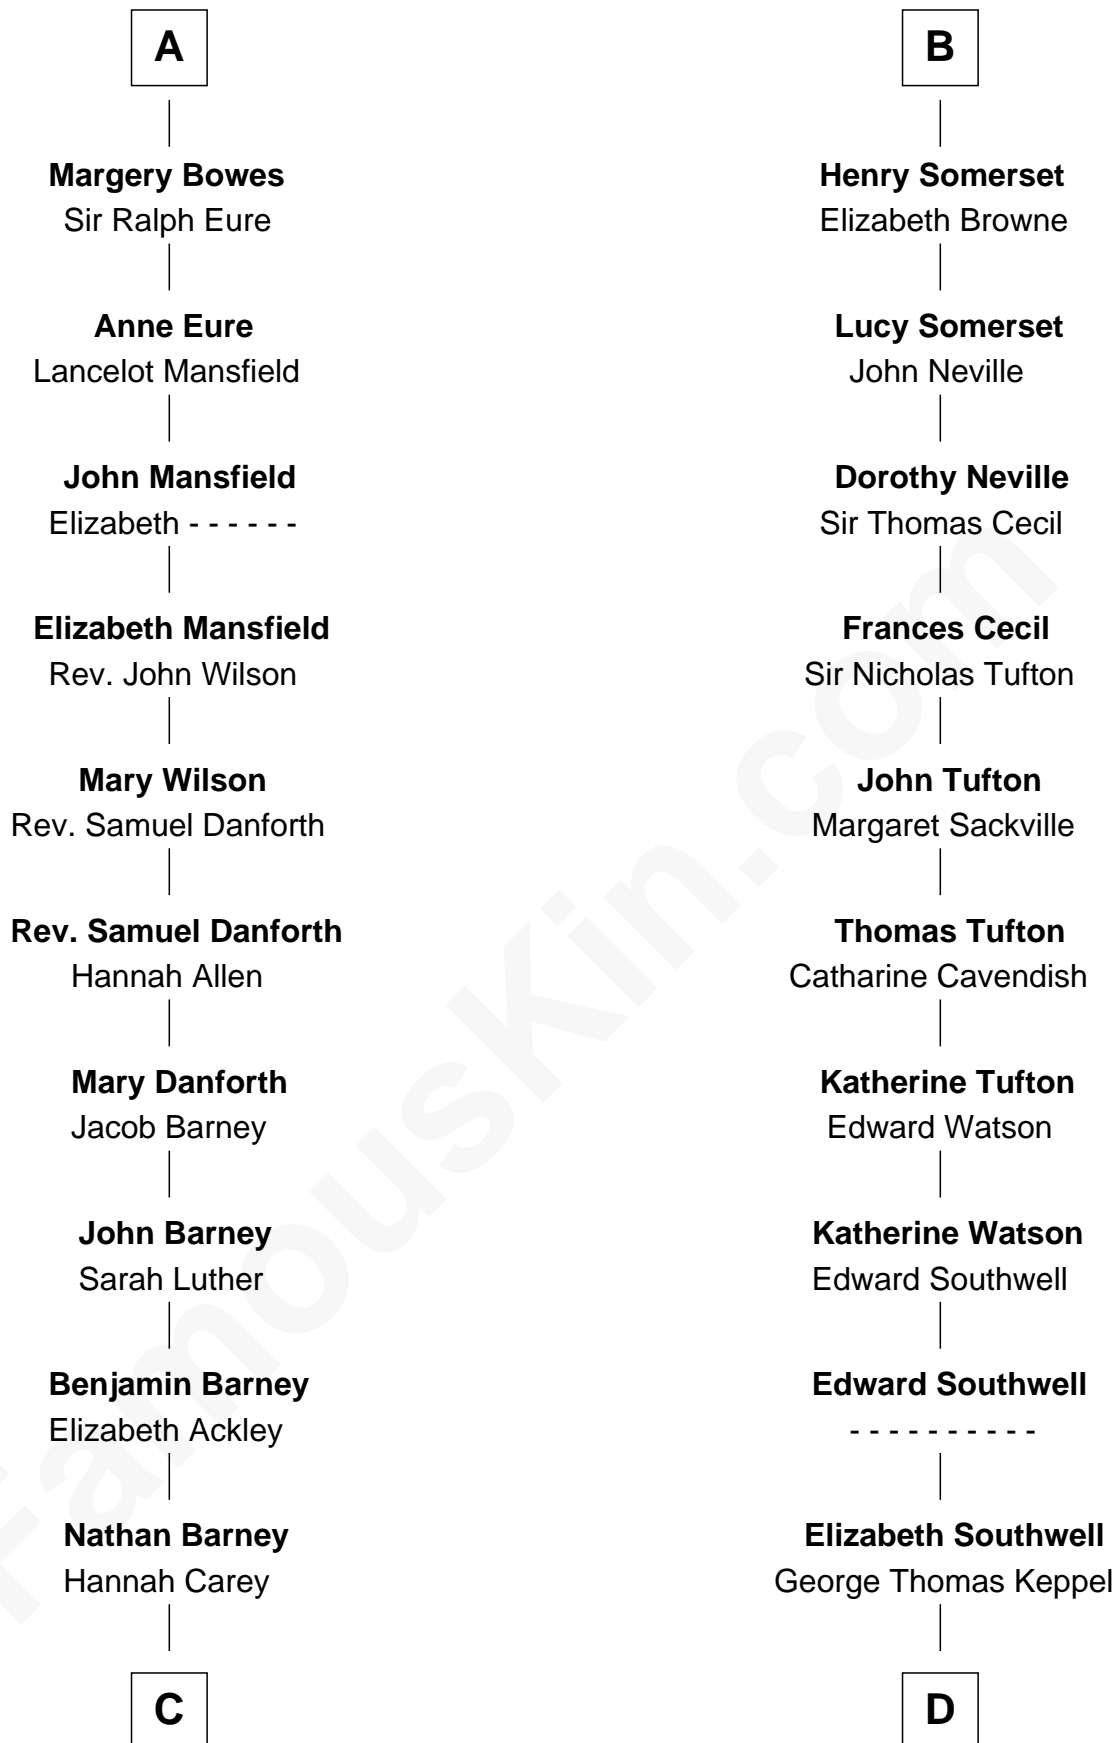 A
Margery Bowes
Sir Ralph Eure
Anne Eure
Lancelot Mansfield
John Mansfield
Elizabeth - - - - - -
Elizabeth Mansfield
Rev. John Wilson
Mary Wilson
Rev. Samuel Danforth
Rev. Samuel Danforth
Hannah Allen
Mary Danforth
Jacob Barney
John Barney
Sarah Luther
Benjamin Barney
Elizabeth Ackley
Nathan Barney
Hannah Carey
C
B
Henry Somerset
Elizabeth Browne
Lucy Somerset
John Neville
Dorothy Neville
Sir Thomas Cecil
Frances Cecil
Sir Nicholas Tufton
John Tufton
Margaret Sackville
Thomas Tufton
Catharine Cavendish
Katherine Tufton
Edward Watson
Katherine Watson
Edward Southwell
Edward Southwell
- - - - - - - - - -
Elizabeth Southwell
George Thomas Keppel
D
FamousKin.com